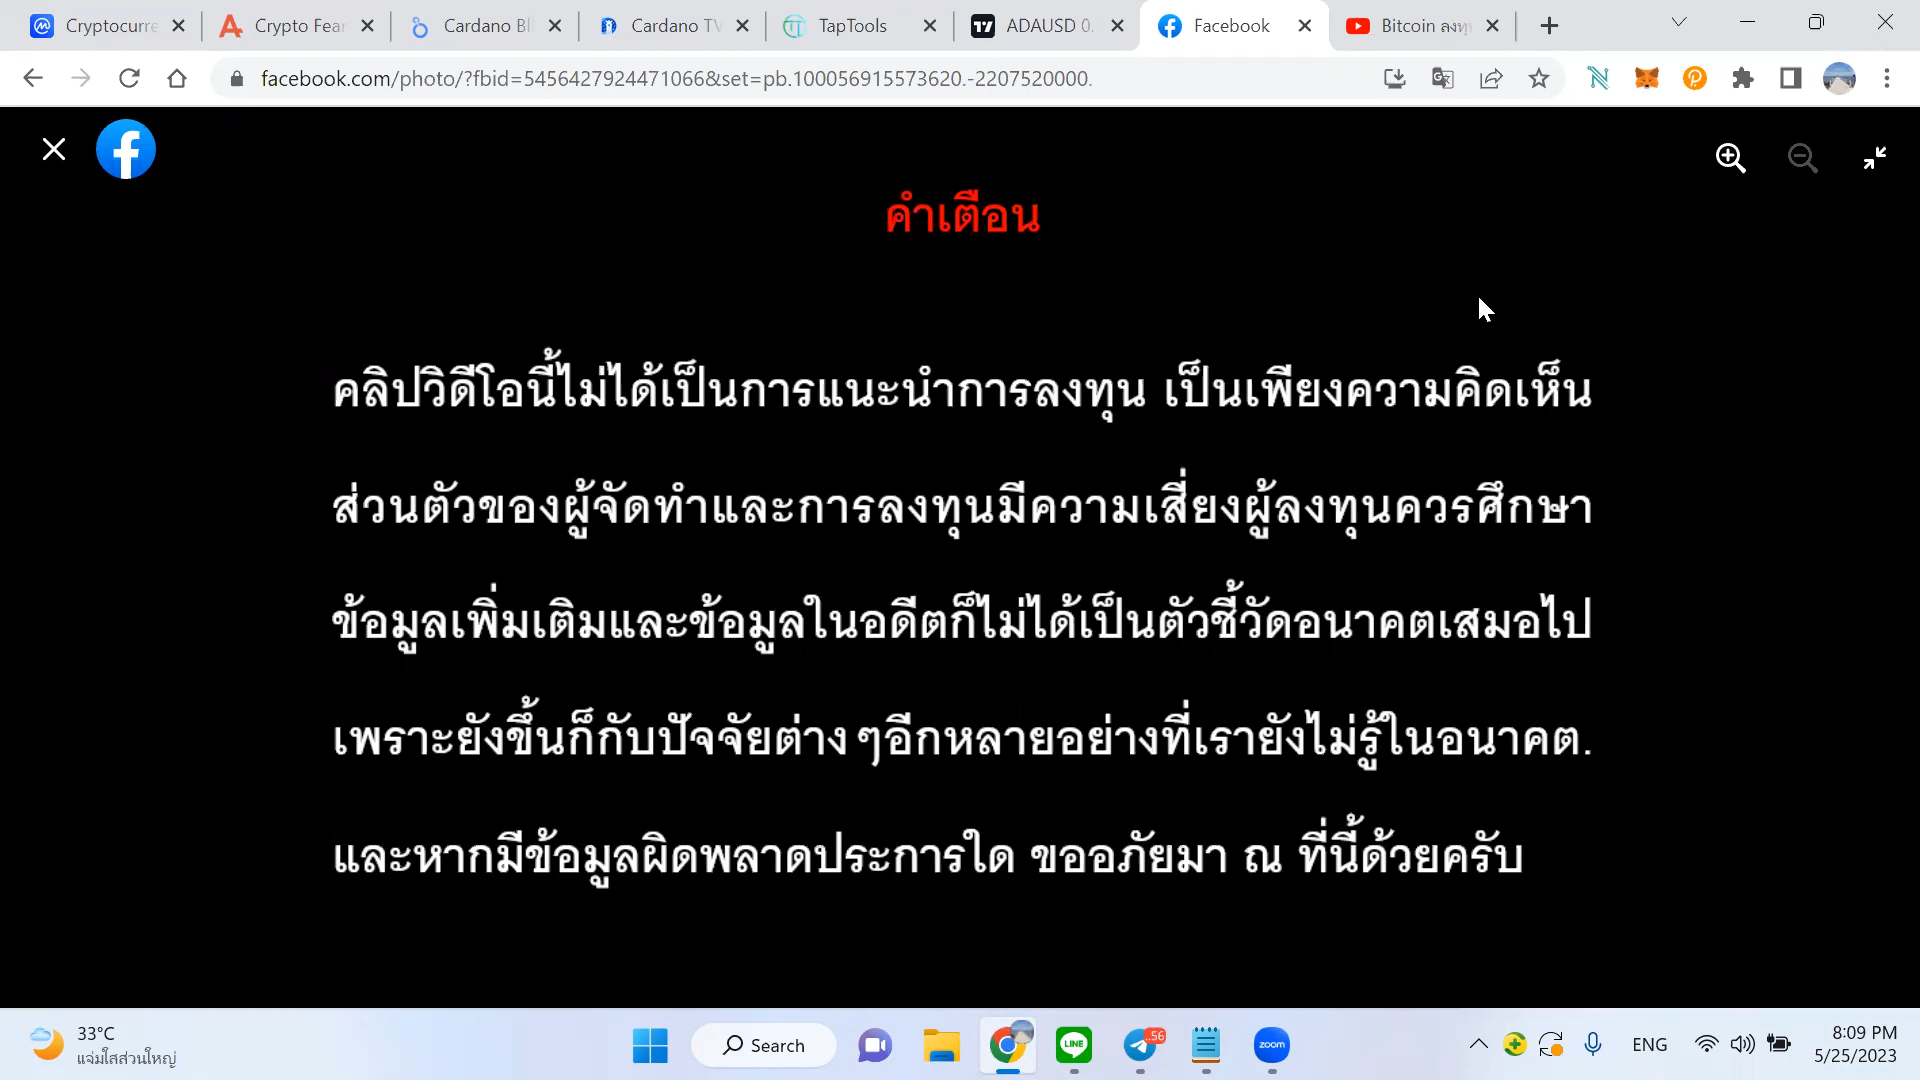 Cryptocurre
Crypto Fear
Cardano Bl
Cardano TV
TapTools
ADAUSD 0.
Facebook
Bitcoin ลงทุ
facebook.com/photo/?fbid=5456427924471066&set=pb.100056915573620.-2207520000.
คำเตือน
คลิปวิดีโอนี้ไม่ได้เป็นการแนะนำการลงทุน เป็นเพียงความคิดเห็น
ส่วนตัวของผู้จัดทำและการลงทุนมีความเสี่ยงผู้ลงทุนควรศึกษา
ข้อมูลเพิ่มเติมและข้อมูลในอดีตก็ไม่ได้เป็นตัวชี้วัดอนาคตเสมอไป
เพราะยังขึ้นก็กับปัจจัยต่าง ๆอีกหลายอย่างที่เรายังไม่รู้ในอนาคต.
และหากมีข้อมูลผิดพลาดประการใด ขออภัยมา ณ ที่นี้ด้วยครับ
33°C
แจ่มใสส่วนใหญ่
Search
LINE
..56
zoom
ENG
8:09 PM
5/25/2023